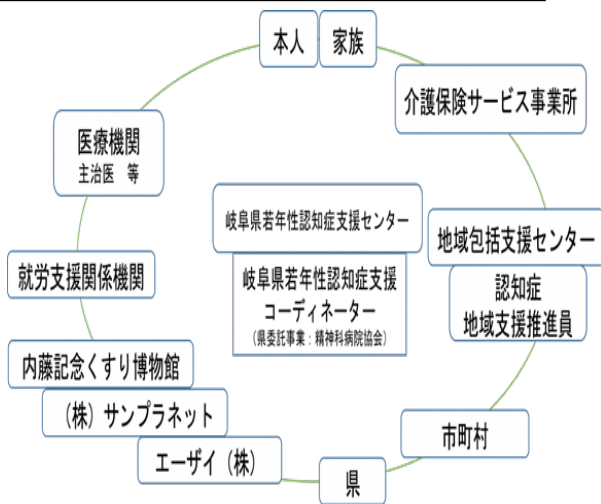 本人 家族
介護保険サービス事業所
医療機関
主治医 等
岐阜県若年性認知症支援センター
地域包括支援センター
就労支援関係機関
岐阜県若年性認知症支援
コーディネーター
（県委託事業：精神科病院協会）
認知症
地域支援推進員
内藤記念くすり博物館
（株）サンプラネット
市町村
エーザイ（株）
県